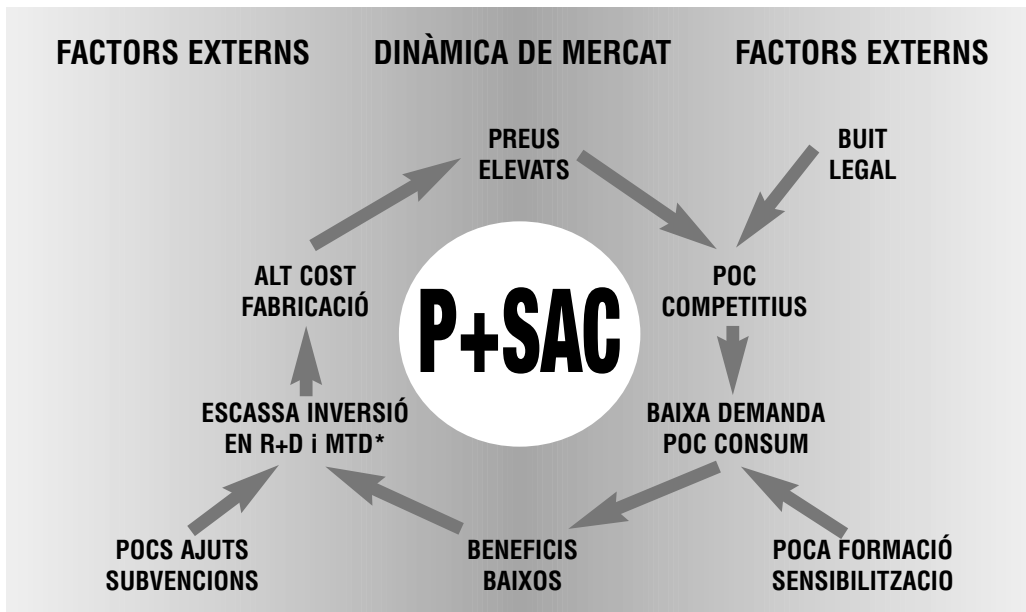 FACTORS EXTERNS
DINÀMICA DE MERCAT
FACTORS EXTERNS
PREUS
ELEVATS
BUIT
LEGAL
ALT COST
FABRICACIÓ
P+SAC
POC
COMPETITIUS
ESCASSA INVERSIÓ
EN R+D i MTD*
BAIXA DEMANDA
POC CONSUM
POCS AJUTS
SUBVENCIONS
BENEFICIS
BAIXOS
POCA FORMACIÓ
SENSIBILITZACIO